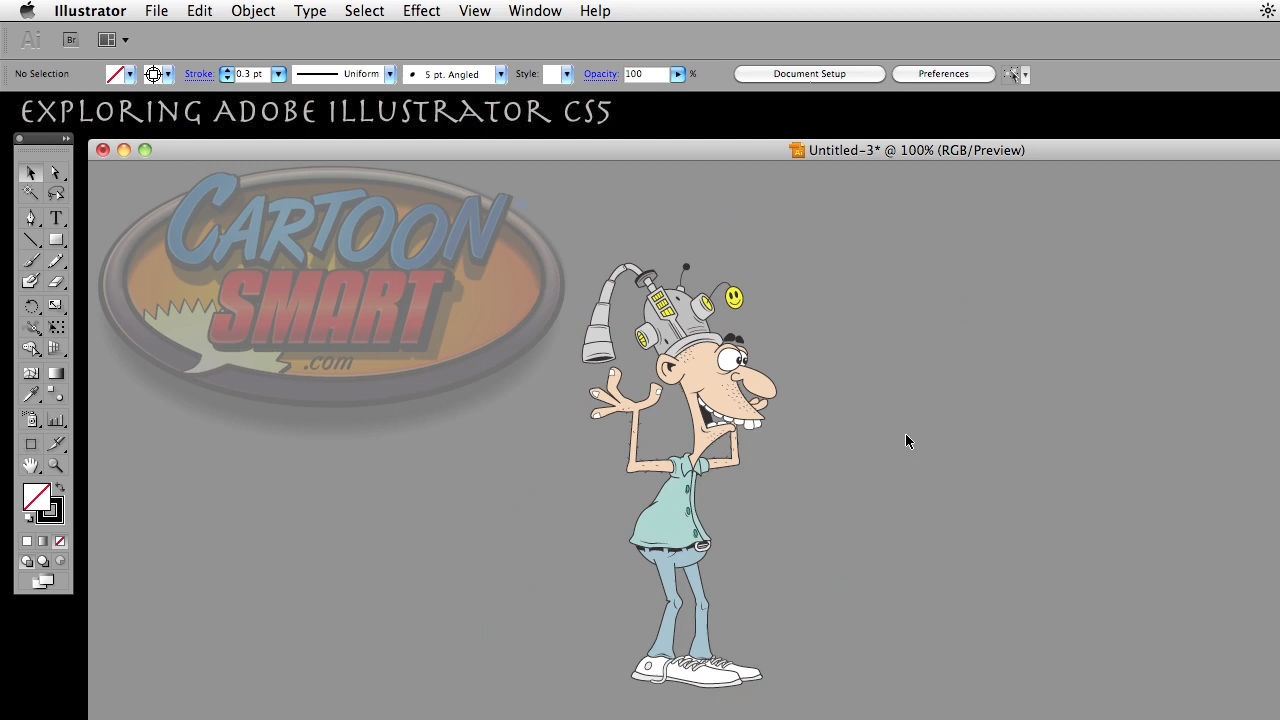 Illustrator File Edit Object Type Select Effect View Window Help
Ai Br
No Selection Stroke: 0.3 pt Uniform 5 pt. Angled Style: Opacity: 100 % Document Setup Preferences
EXPLORING ADOBE ILLUSTRATOR CS5
Untitled-3* @ 100% (RGB/Preview)
CARTOON
SMART
.com
T